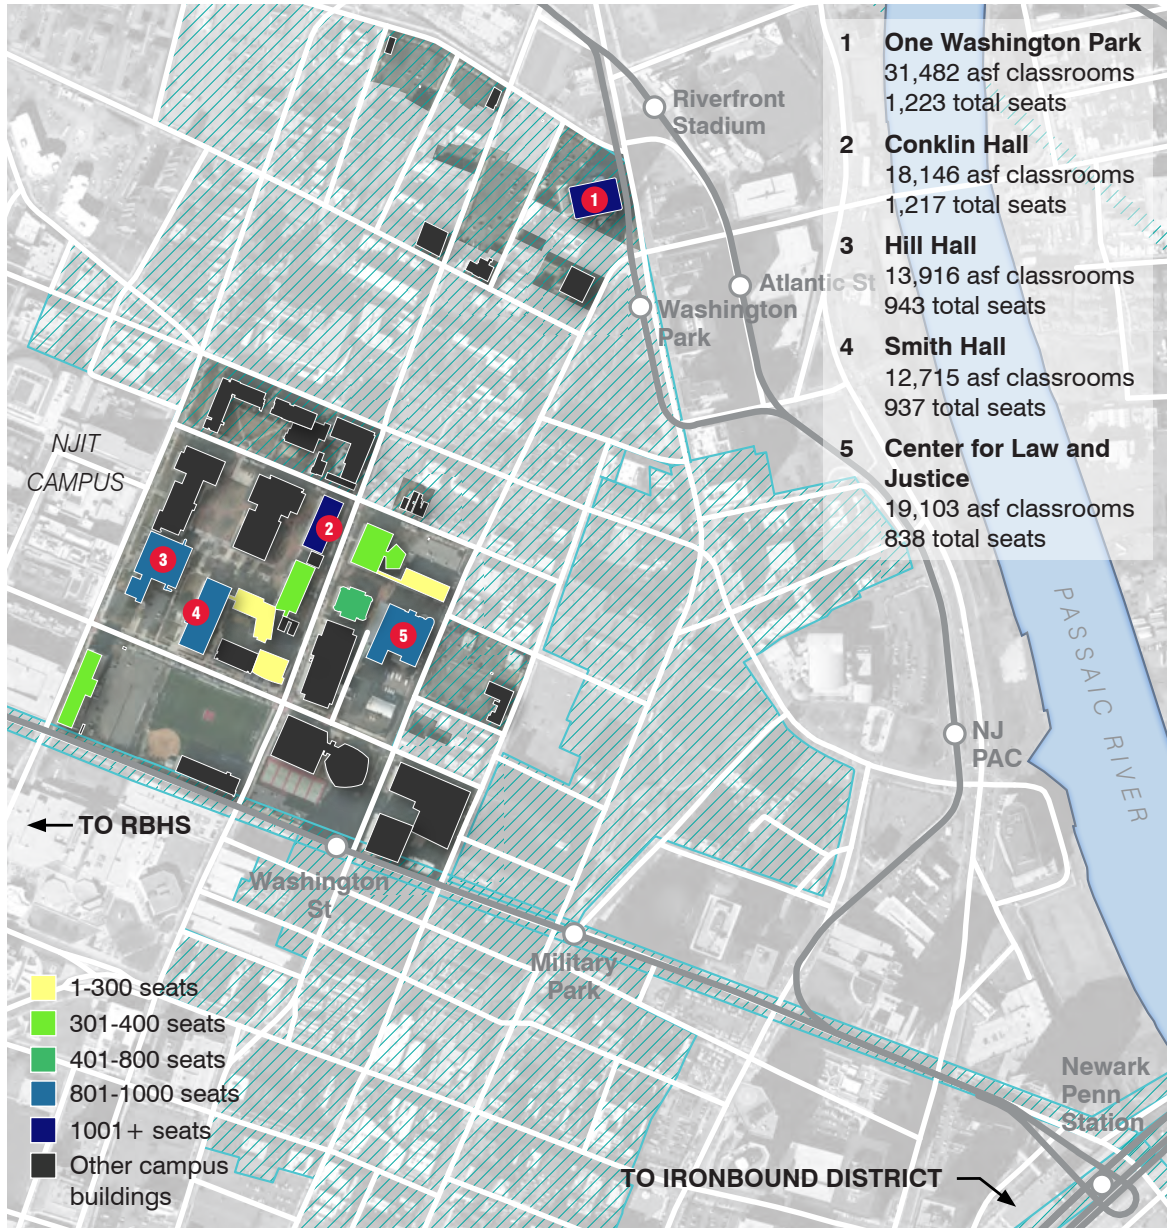 1 One Washington Park
31,482 asf classrooms
1,223 total seats
2 Conklin Hall
18,146 asf classrooms
1,217 total seats
3 Hill Hall
13,916 asf classrooms
943 total seats
4 Smith Hall
12,715 asf classrooms
937 total seats
5 Center for Law and
Justice
19,103 asf classrooms
838 total seats
Riverfront
Stadium
1
Atlantic St
Washington
Park
NJIT
CAMPUS
2
3
4
5
PASSAIC RIVER
NJ
PAC
TO RBHS
Washington
St
Military
Park
1-300 seats
301-400 seats
401-800 seats
801-1000 seats
1001+ seats
Other campus
buildings
Newark
Penn
Station
TO IRONBOUND DISTRICT